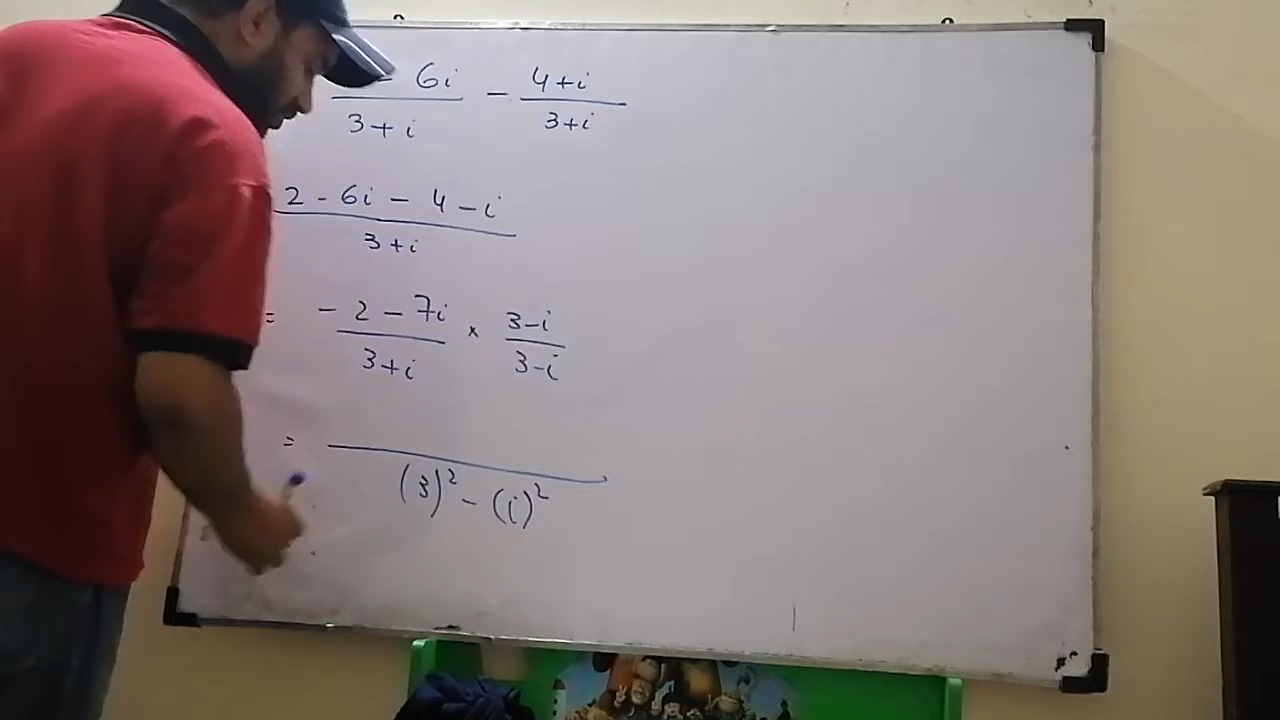 - 6i / 3+i - 4+i / 3+i
2 - 6i - 4 - i / 3+i
= -2 - 7i / 3+i × 3-i / 3-i
= / (3)² - (i)²